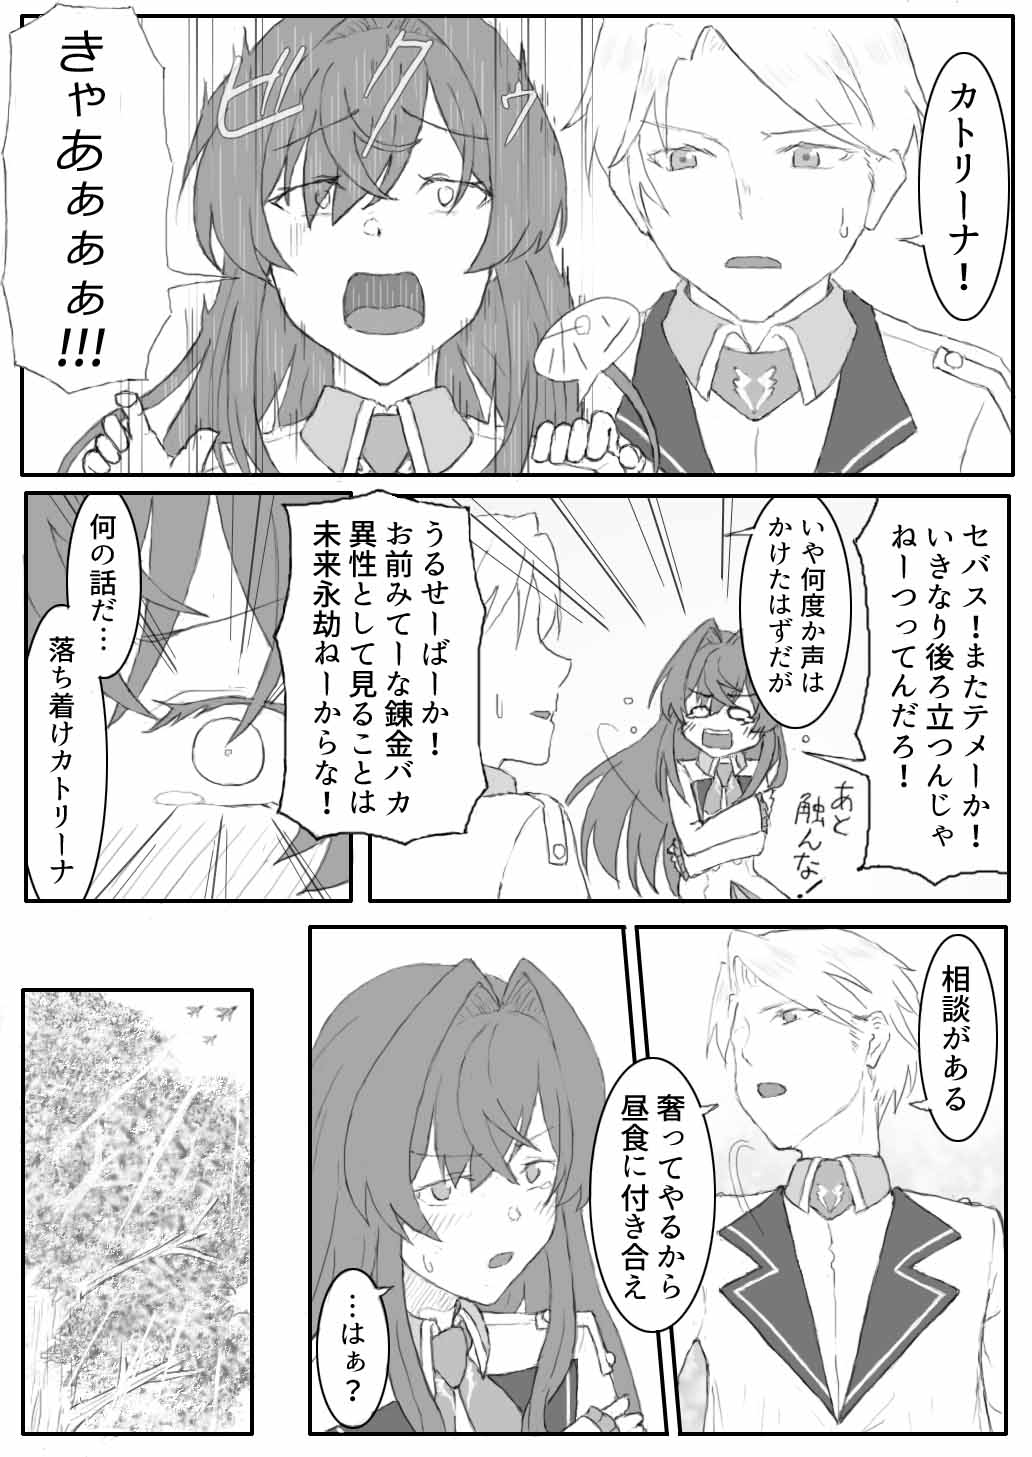 カトリーナ！
ビクゥ
きゃあぁぁぁぁ!!!
セバス！またテメーか！
いきなり後ろ立つんじゃ
ねーつってんだろ！
あと
触んな！
いや何度か声は
かけたはずだが
うるせーばーか！
お前みてーな錬金バカ
異性として見ることは
未来永劫ねーからな！
何の話だ…
落ち着けカトリーナ
相談がある
奢ってやるから
昼食に付き合え
…はぁ？